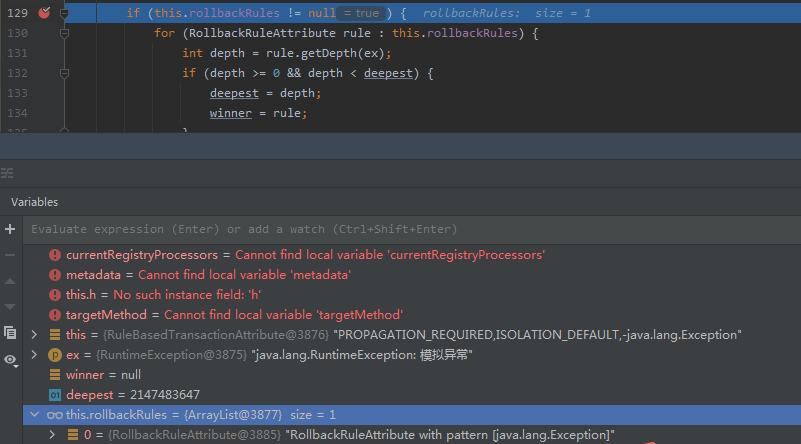 129 if (this.rollbackRules != null = true ) { rollbackRules: size = 1
130 for (RollbackRuleAttribute rule : this.rollbackRules) {
131 int depth = rule.getDepth(ex);
132 if (depth >= 0 && depth < deepest) {
133 deepest = depth;
134 winner = rule;
}
Variables
Evaluate expression (Enter) or add a watch (Ctrl+Shift+Enter)
currentRegistryProcessors = Cannot find local variable 'currentRegistryProcessors'
metadata = Cannot find local variable 'metadata'
this.h = No such instance field: 'h'
targetMethod = Cannot find local variable 'targetMethod'
this = {RuleBasedTransactionAttribute@3876} "PROPAGATION_REQUIRED,ISOLATION_DEFAULT,-java.lang.Exception"
p ex = {RuntimeException@3875} "java.lang.RuntimeException: 模拟异常"
winner = null
01 deepest = 2147483647
this.rollbackRules = {ArrayList@3877} size = 1
0 = {RollbackRuleAttribute@3885} "RollbackRuleAttribute with pattern [java.lang.Exception]"